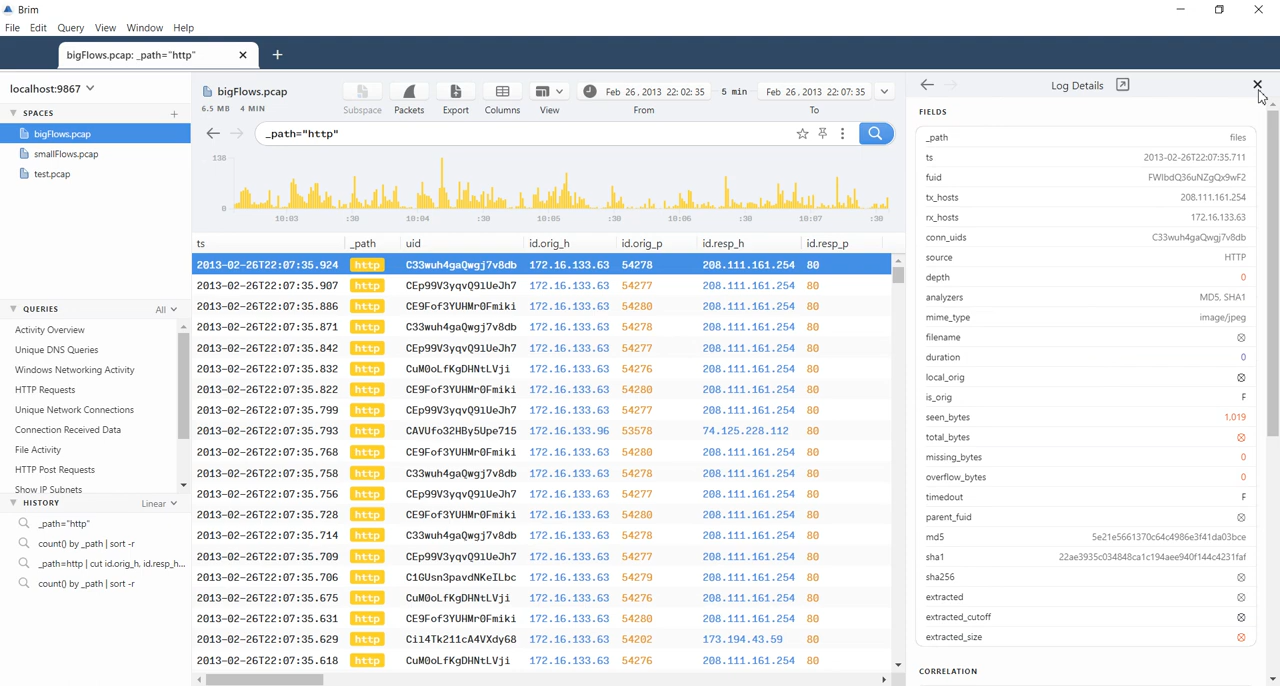 Brim
File Edit Query View Window Help
bigFlows.pcap: _path="http"
localhost:9867
SPACES
bigFlows.pcap
smallFlows.pcap
test.pcap
QUERIES All
Activity Overview
Unique DNS Queries
Windows Networking Activity
HTTP Requests
Unique Network Connections
Connection Received Data
File Activity
HTTP Post Requests
Show IP Subnets
HISTORY Linear
_path="http"
count() by _path | sort -r
_path=http | cut id.orig_h, id.resp_h...
count() by _path | sort -r
bigFlows.pcap
6.5 MB 4 MIN
Subspace Packets Export Columns View
Feb 26, 2013 22:02:35 5 min Feb 26, 2013 22:07:35
From To
_path="http"
136
0
10:03 :30 10:04 :30 10:05 :30 10:06 :30 10:07 :30
ts _path uid id.orig_h id.orig_p id.resp_h id.resp_p
2013-02-26T22:07:35.924 http C33wuh4gaQwgj7v8db 172.16.133.63 54278 208.111.161.254 80
2013-02-26T22:07:35.907 http CEp99V3yqvQ91UeJh7 172.16.133.63 54277 208.111.161.254 80
2013-02-26T22:07:35.886 http CE9Fof3YUHMr0Fmiki 172.16.133.63 54280 208.111.161.254 80
2013-02-26T22:07:35.871 http C33wuh4gaQwgj7v8db 172.16.133.63 54278 208.111.161.254 80
2013-02-26T22:07:35.842 http CEp99V3yqvQ91UeJh7 172.16.133.63 54277 208.111.161.254 80
2013-02-26T22:07:35.832 http CuM0oLfKgDHNtLVji 172.16.133.63 54276 208.111.161.254 80
2013-02-26T22:07:35.822 http CE9Fof3YUHMr0Fmiki 172.16.133.63 54280 208.111.161.254 80
2013-02-26T22:07:35.799 http CEp99V3yqvQ91UeJh7 172.16.133.63 54277 208.111.161.254 80
2013-02-26T22:07:35.793 http CAVUfo32HBy5Upe715 172.16.133.96 53578 74.125.228.112 80
2013-02-26T22:07:35.768 http CE9Fof3YUHMr0Fmiki 172.16.133.63 54280 208.111.161.254 80
2013-02-26T22:07:35.758 http C33wuh4gaQwgj7v8db 172.16.133.63 54278 208.111.161.254 80
2013-02-26T22:07:35.756 http CEp99V3yqvQ91UeJh7 172.16.133.63 54277 208.111.161.254 80
2013-02-26T22:07:35.728 http CE9Fof3YUHMr0Fmiki 172.16.133.63 54280 208.111.161.254 80
2013-02-26T22:07:35.714 http C33wuh4gaQwgj7v8db 172.16.133.63 54278 208.111.161.254 80
2013-02-26T22:07:35.709 http CEp99V3yqvQ91UeJh7 172.16.133.63 54277 208.111.161.254 80
2013-02-26T22:07:35.706 http C1GUsn3pavdNKeILbc 172.16.133.63 54279 208.111.161.254 80
2013-02-26T22:07:35.675 http CuM0oLfKgDHNtLVji 172.16.133.63 54276 208.111.161.254 80
2013-02-26T22:07:35.631 http CE9Fof3YUHMr0Fmiki 172.16.133.63 54280 208.111.161.254 80
2013-02-26T22:07:35.629 http Cil4Tk211cA4VXdy68 172.16.133.63 54202 173.194.43.59 80
2013-02-26T22:07:35.618 http CuM0oLfKgDHNtLVji 172.16.133.63 54276 208.111.161.254 80
Log Details
FIELDS
_path files
ts 2013-02-26T22:07:35.711
fuid FWIbdQ36uNZgQx9wF2
tx_hosts 208.111.161.254
rx_hosts 172.16.133.63
conn_uids C33wuh4gaQwgj7v8db
source HTTP
depth 0
analyzers MD5, SHA1
mime_type image/jpeg
filename
duration 0
local_orig
is_orig F
seen_bytes 1,019
total_bytes
missing_bytes 0
overflow_bytes 0
timedout F
parent_fuid
md5 5e21e5661370c64c4986e3f41da03bce
sha1 22ae3935c034848ca1c194aee940f144c4231faf
sha256
extracted
extracted_cutoff
extracted_size
CORRELATION